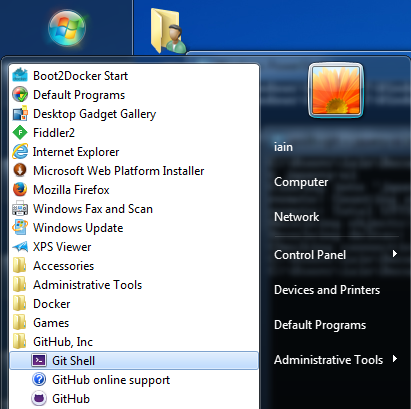 Boot2Docker Start
Default Programs
Desktop Gadget Gallery
Fiddler2
Internet Explorer
Microsoft Web Platform Installer
Mozilla Firefox
Windows Fax and Scan
Windows Update
XPS Viewer
Accessories
Administrative Tools
Docker
Games
GitHub, Inc
Git Shell
GitHub online support
GitHub
iain
Computer
Network
Control Panel
Devices and Printers
Default Programs
Administrative Tools